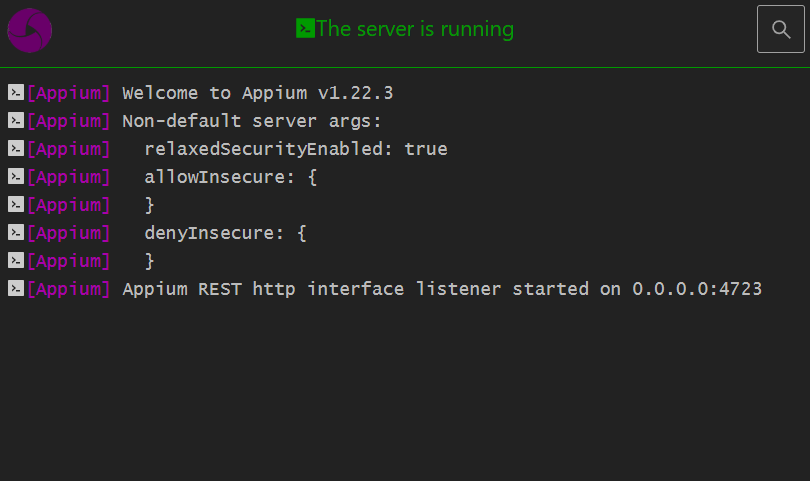 The server is running
[Appium] Welcome to Appium v1.22.3
[Appium] Non-default server args:
[Appium]   relaxedSecurityEnabled: true
[Appium]   allowInsecure: {
[Appium]   }
[Appium]   denyInsecure: {
[Appium]   }
[Appium] Appium REST http interface listener started on 0.0.0.0:4723